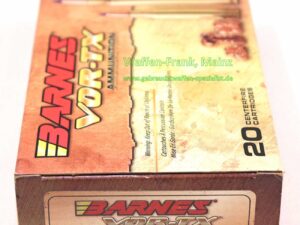 BARNES
VOR-TX
AMMUNITION
Waffen-Frank, Mainz
www.gebrauchtwaffen-spezialist.de
20 CENTERFIRE
CARTRIDGES
BARNES
VOR-TX